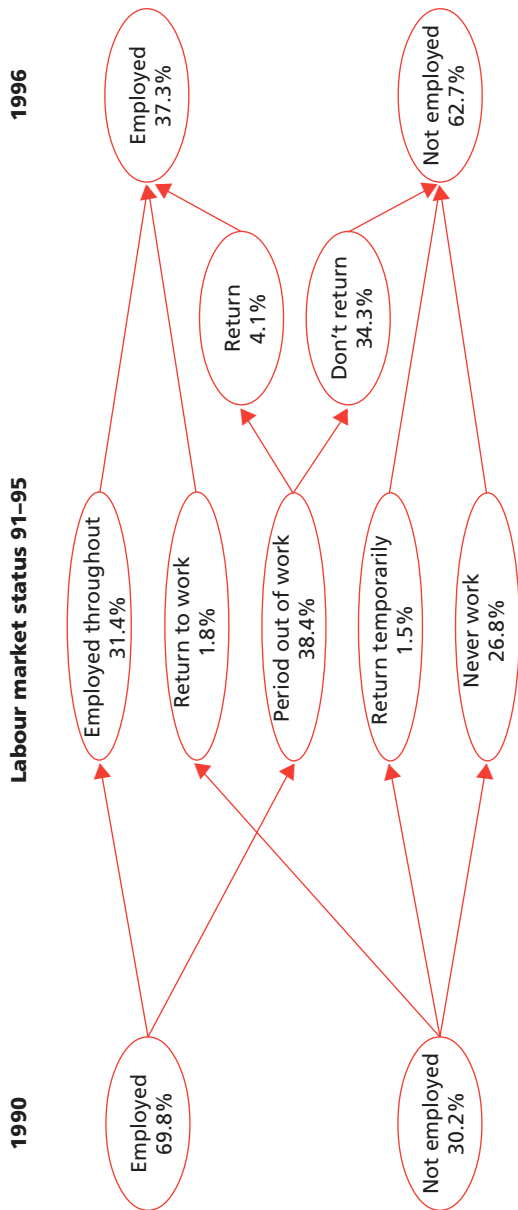 1990
Labour market status 91–95
1996
Employed
69.8%
Not employed
30.2%
Employed throughout
31.4%
Return to work
1.8%
Period out of work
38.4%
Return temporarily
1.5%
Never work
26.8%
Return
4.1%
Don't return
34.3%
Employed
37.3%
Not employed
62.7%